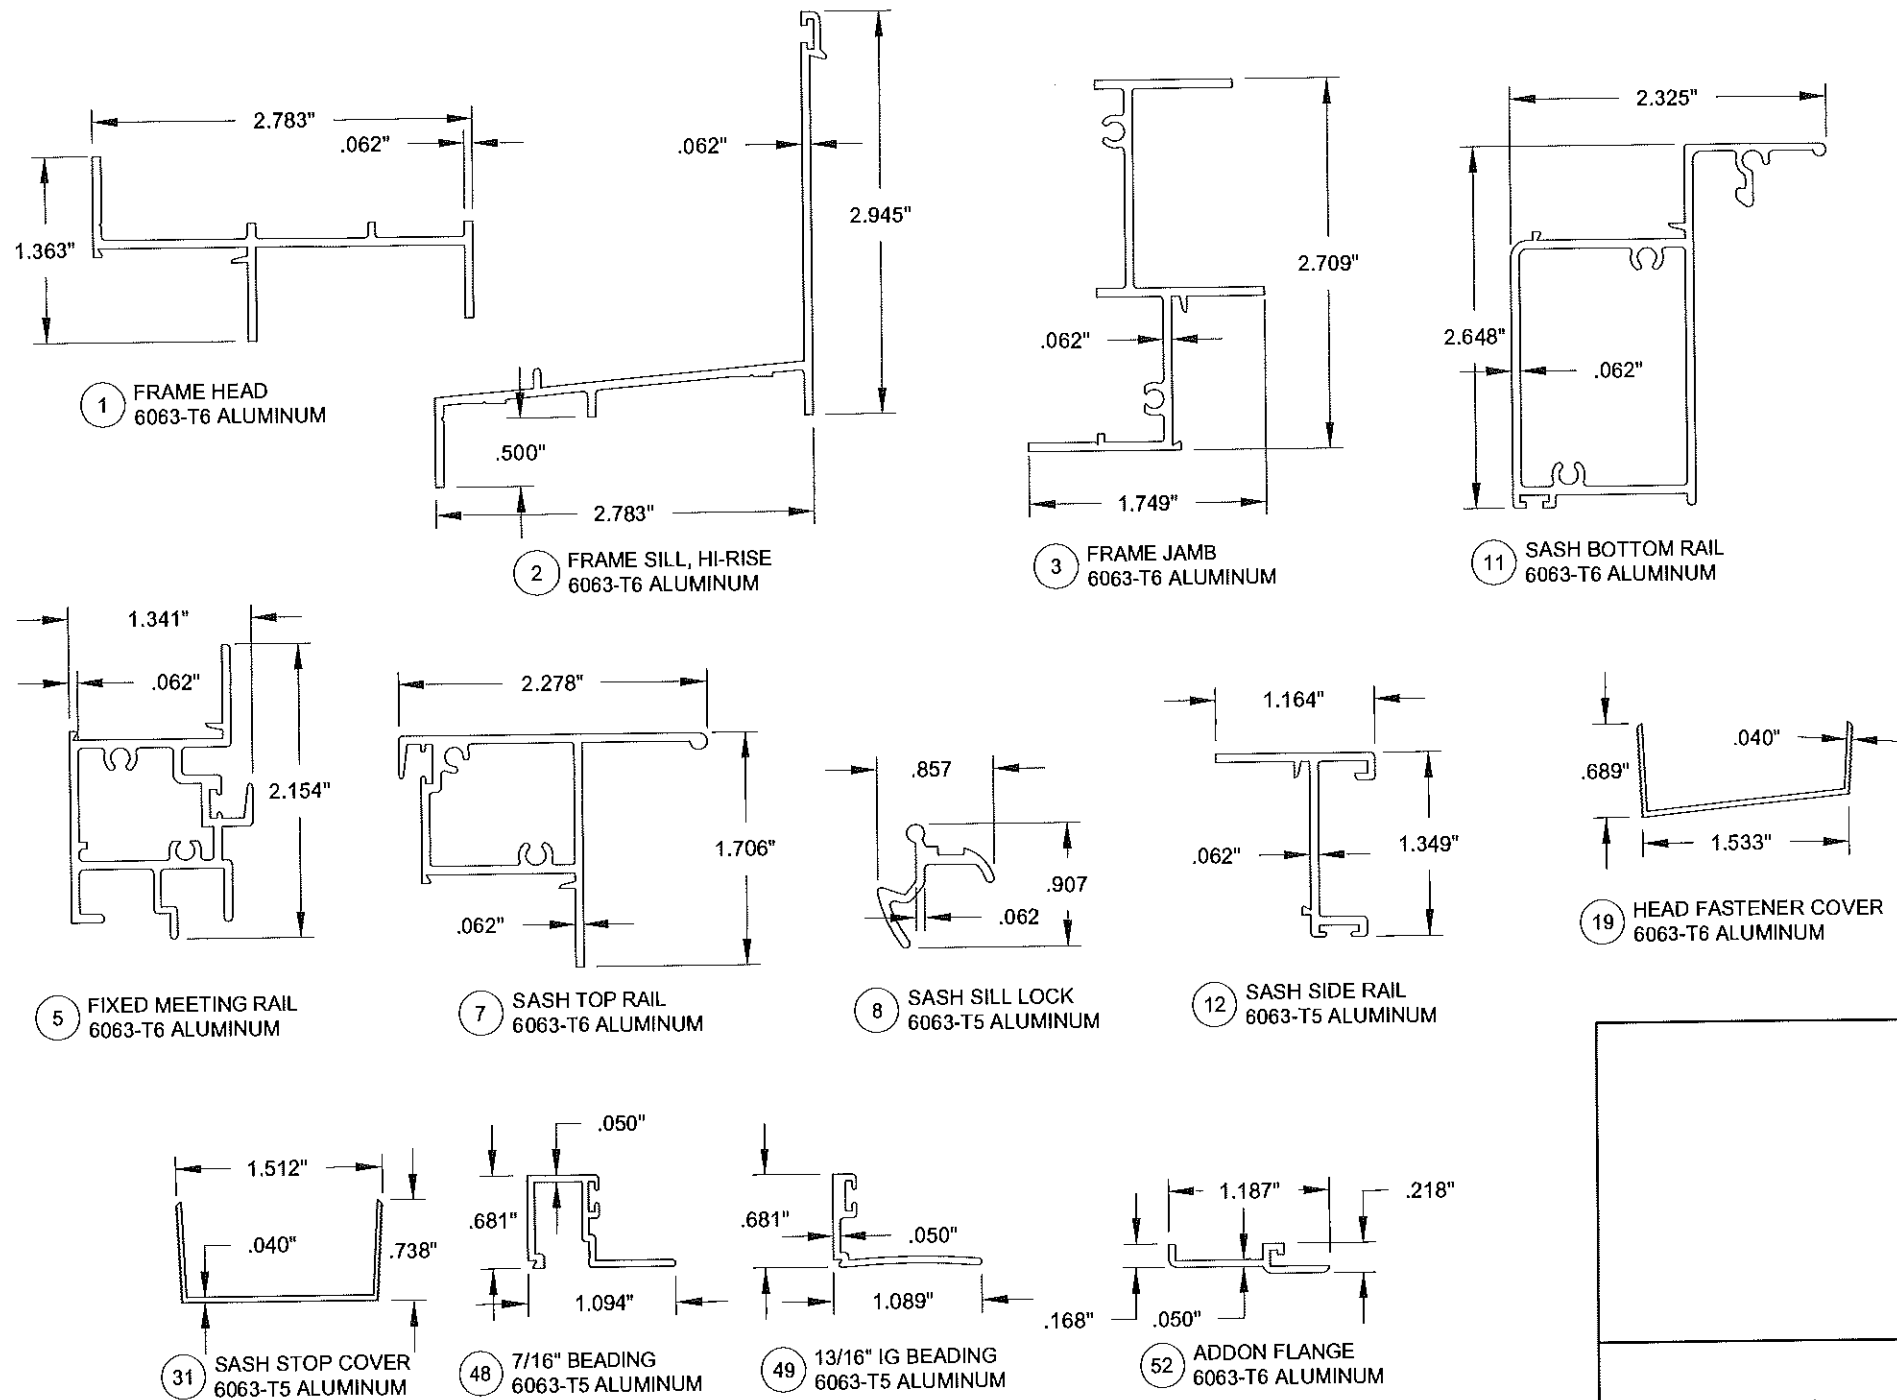 2.783"
.062"
1.363"
1
FRAME HEAD
6063-T6 ALUMINUM
.062"
2.945"
.500"
2.783"
2
FRAME SILL, HI-RISE
6063-T6 ALUMINUM
2.709"
.062"
1.749"
3
FRAME JAMB
6063-T6 ALUMINUM
2.325"
2.648"
.062"
11
SASH BOTTOM RAIL
6063-T6 ALUMINUM
1.341"
.062"
2.154"
5
FIXED MEETING RAIL
6063-T6 ALUMINUM
2.278"
1.706"
.062"
7
SASH TOP RAIL
6063-T6 ALUMINUM
.857
.907
.062
8
SASH SILL LOCK
6063-T5 ALUMINUM
1.164"
.062"
1.349"
12
SASH SIDE RAIL
6063-T5 ALUMINUM
.040"
.689"
1.533"
19
HEAD FASTENER COVER
6063-T6 ALUMINUM
1.512"
.040"
.738"
31
SASH STOP COVER
6063-T5 ALUMINUM
.050"
.681"
1.094"
48
7/16" BEADING
6063-T5 ALUMINUM
.681"
.050"
1.089"
49
13/16" IG BEADING
6063-T5 ALUMINUM
1.187"
.218"
.168"
.050"
52
ADDON FLANGE
6063-T6 ALUMINUM